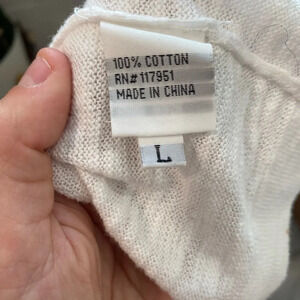 100% COTTON
RN# 117951
MADE IN CHINA
L